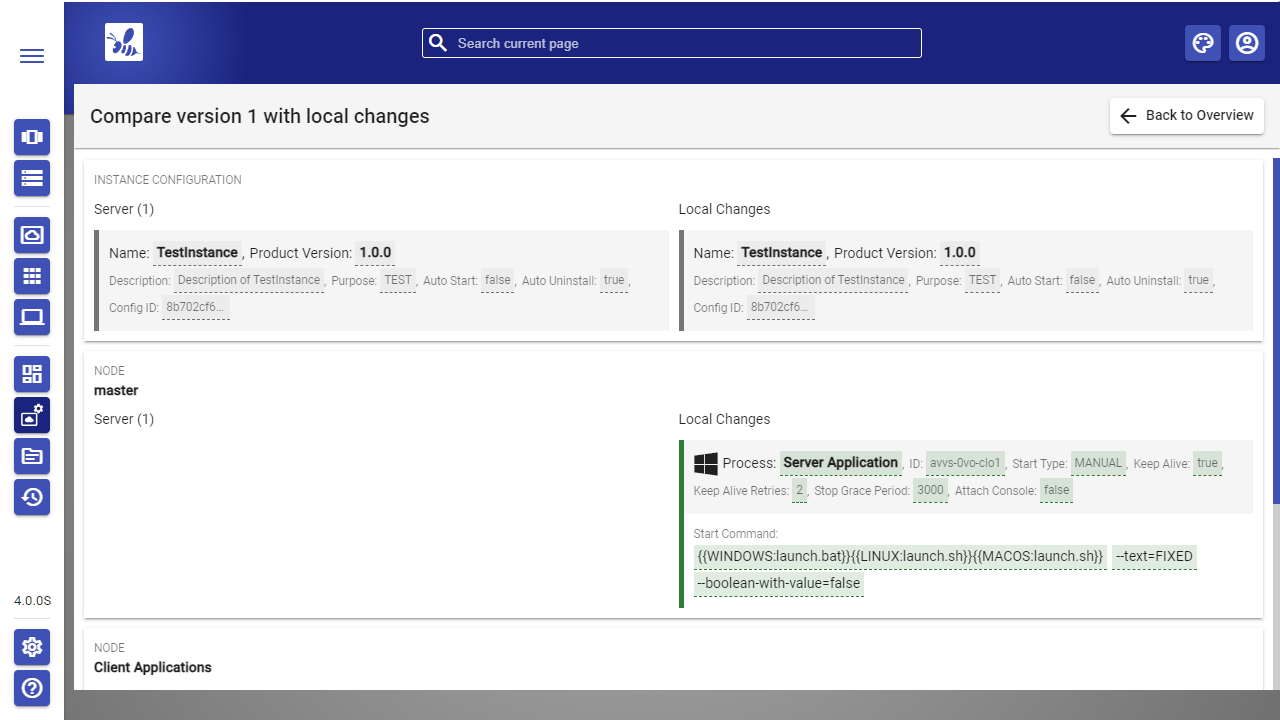 Search current page
Compare version 1 with local changes
Back to Overview
INSTANCE CONFIGURATION
Server (1)
Name: TestInstance, Product Version: 1.0.0
Description: Description of TestInstance, Purpose: TEST, Auto Start: false, Auto Uninstall: true,
Config ID: 8b702cf6...
Local Changes
Name: TestInstance, Product Version: 1.0.0
Description: Description of TestInstance, Purpose: TEST, Auto Start: false, Auto Uninstall: true,
Config ID: 8b702cf6...
NODE
master
Server (1)
Local Changes
Process: Server Application, ID: avvs-0vo-clo1, Start Type: MANUAL, Keep Alive: true,
Keep Alive Retries: 2, Stop Grace Period: 3000, Attach Console: false
Start Command:
{{WINDOWS:launch.bat}}{{LINUX:launch.sh}}{{MACOS:launch.sh}} --text=FIXED
--boolean-with-value=false
NODE
Client Applications
4.0.0S